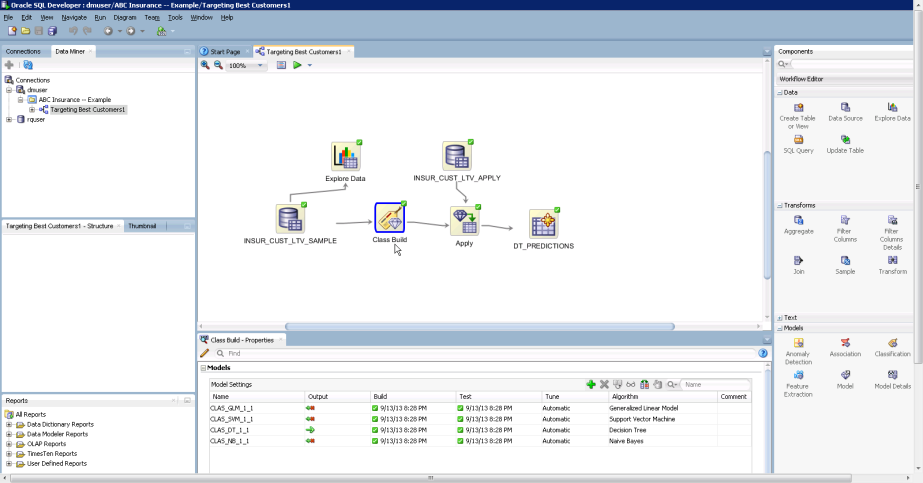 Oracle SQL Developer : dmuser/ABC Insurance -- Example/Targeting Best Customers1
File Edit View Navigate Run Diagram Team Tools Window Help
Connections Data Miner
Connections
dmuser
ABC Insurance -- Example
Targeting Best Customers1
rquser
Targeting Best Customers1 - Structure Thumbnail
Reports
All Reports
Data Dictionary Reports
Data Modeler Reports
OLAP Reports
TimesTen Reports
User Defined Reports
Start Page Targeting Best Customers1
100%
Explore Data
INSUR_CUST_LTV_APPLY
INSUR_CUST_LTV_SAMPLE
Class Build
Apply
DT_PREDICTIONS
Class Build - Properties
Find
Models
Model Settings Name
Name Output Build Test Tune Algorithm Comment
CLAS_GLM_1_1 9/13/13 8:28 PM 9/13/13 8:28 PM Automatic Generalized Linear Model
CLAS_SVM_1_1 9/13/13 8:28 PM 9/13/13 8:28 PM Automatic Support Vector Machine
CLAS_DT_1_1 9/13/13 8:28 PM 9/13/13 8:28 PM Automatic Decision Tree
CLAS_NB_1_1 9/13/13 8:28 PM 9/13/13 8:28 PM Automatic Naive Bayes
Components
Workflow Editor
Data
Create Table or View
Data Source
Explore Data
SQL Query
Update Table
Transforms
Aggregate
Filter Columns
Filter Columns Details
Join
Sample
Transform
Text
Models
Anomaly Detection
Association
Classification
Feature Extraction
Model
Model Details